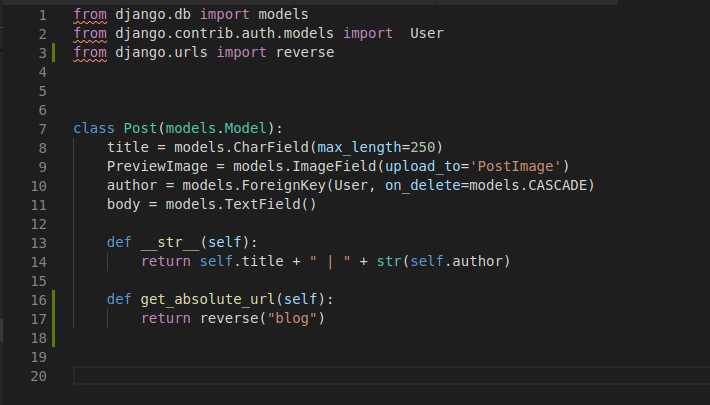 1 from django.db import models
2 from django.contrib.auth.models import  User
3 from django.urls import reverse
4
5
6
7 class Post(models.Model):
8     title = models.CharField(max_length=250)
9     PreviewImage = models.ImageField(upload_to='PostImage')
10     author = models.ForeignKey(User, on_delete=models.CASCADE)
11     body = models.TextField()
12
13     def __str__(self):
14         return self.title + " | " + str(self.author)
15
16     def get_absolute_url(self):
17         return reverse("blog")
18
19
20